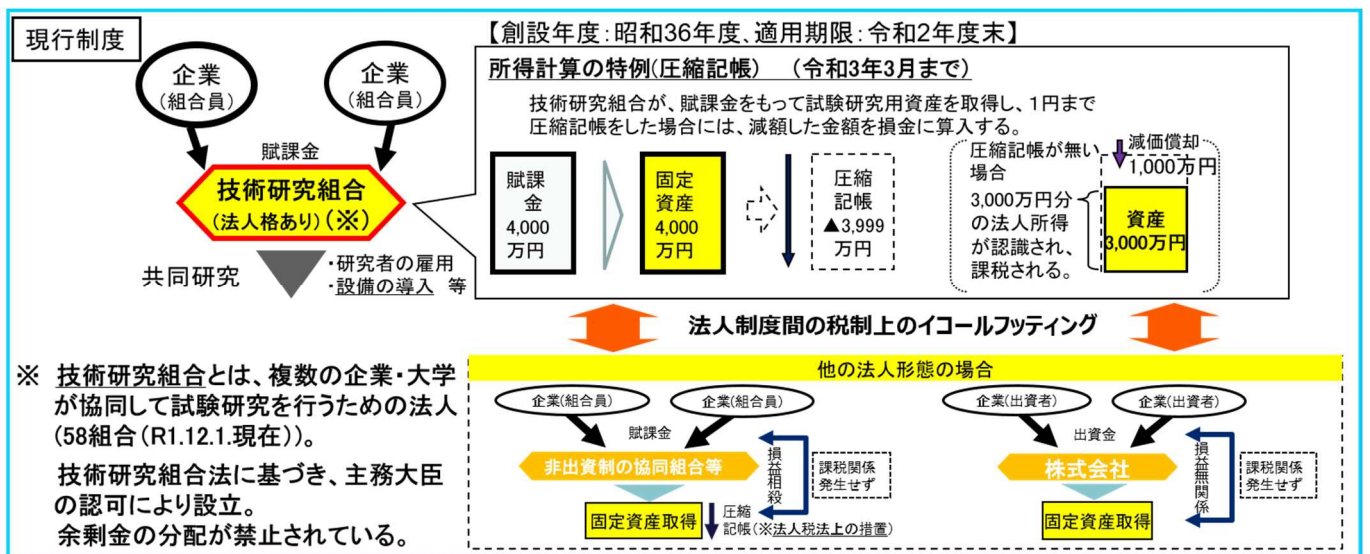 現行制度
企業
(組合員)
企業
(組合員)
賦課金
技術研究組合
(法人格あり)(※)
共同研究
・研究者の雇用
・設備の導入 等
【創設年度:昭和36年度、適用期限:令和2年度末】
所得計算の特例(圧縮記帳) (令和3年3月まで)
技術研究組合が、賦課金をもって試験研究用資産を取得し、1円まで
圧縮記帳をした場合には、減額した金額を損金に算入する。
賦課
金
4,000
万円
固定
資産
4,000
万円
圧縮
記帳
▲3,999
万円
圧縮記帳が無い
場合
3,000万円分
の法人所得
が認識され、
課税される。
減価償却
1,000万円
資産
3,000万円
法人制度間の税制上のイコールフッティング
※ 技術研究組合とは、複数の企業・大学
が協同して試験研究を行うための法人
(58組合(R1.12.1.現在))。
技術研究組合法に基づき、主務大臣
の認可により設立。
余剰金の分配が禁止されている。
他の法人形態の場合
企業(組合員)
企業(組合員)
賦課金
非出資制の協同組合等
固定資産取得
圧縮
記帳(※法人税法上の措置)
損益相殺
課税関係
発生せず
企業(出資者)
企業(出資者)
出資金
株式会社
固定資産取得
損益無関係
課税関係
発生せず